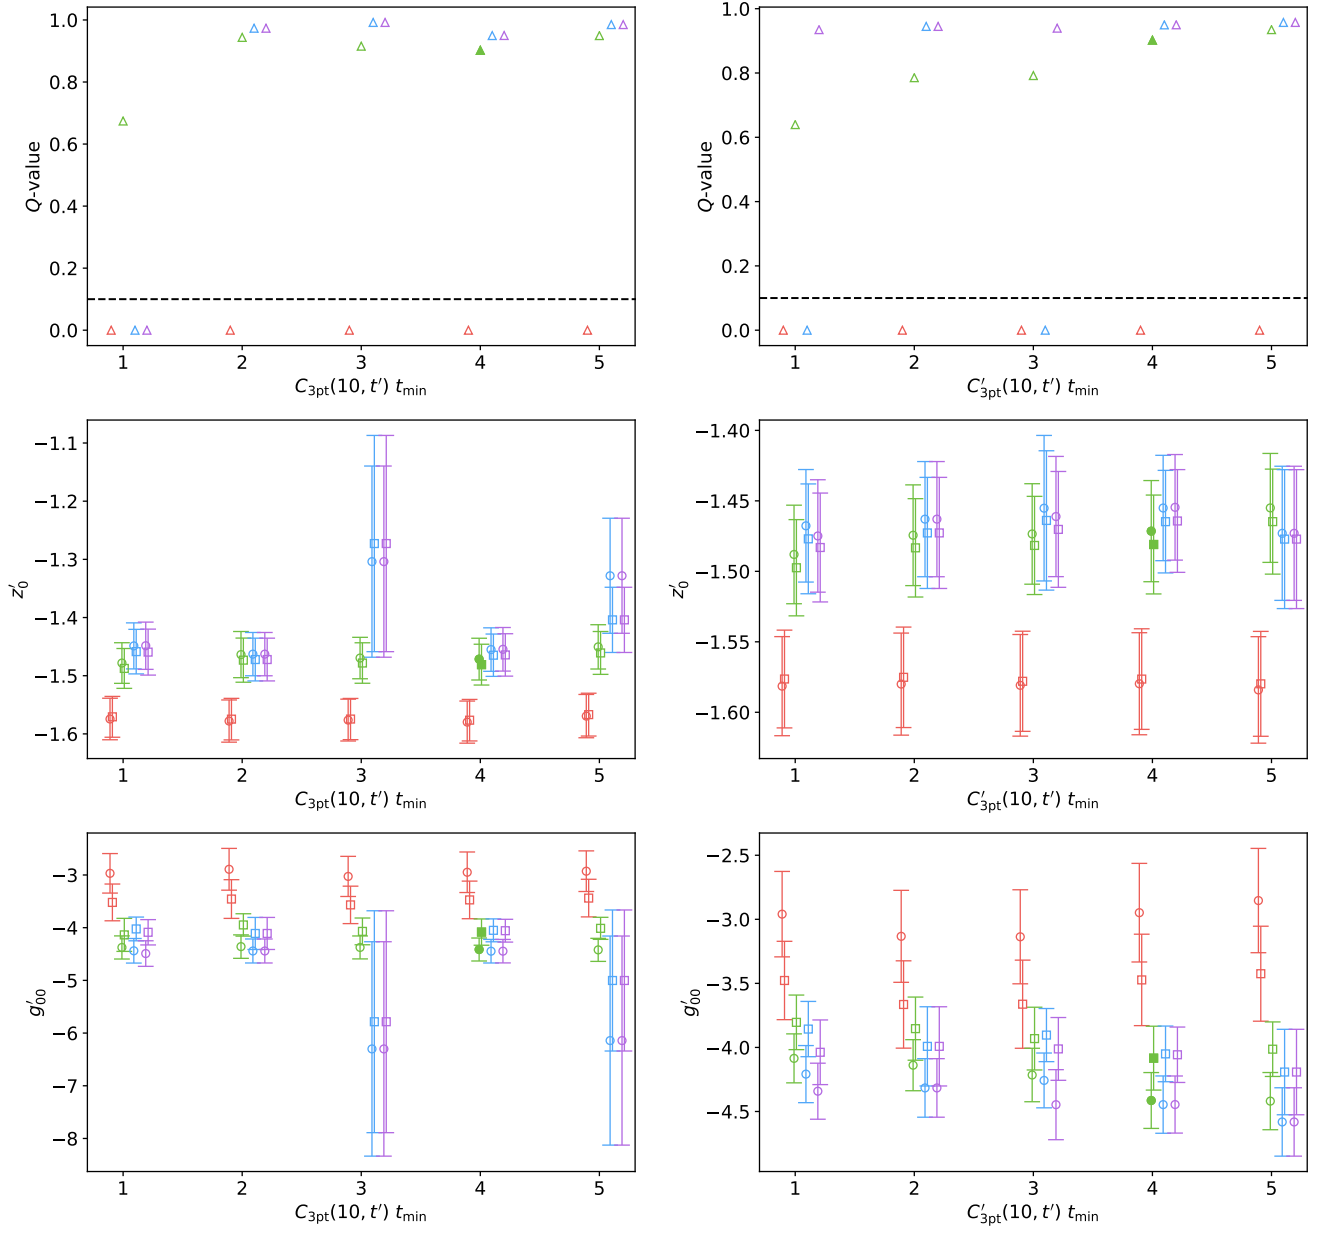 1.0
0.8
0.6
0.4
0.2
0.0
Q-value
1 2 3 4 5
C₃pt(10, t′) tmin
1.0
0.8
0.6
0.4
0.2
0.0
Q-value
1 2 3 4 5
C′₃pt(10, t′) tmin
−1.1
−1.2
−1.3
−1.4
−1.5
−1.6
z′₀
1 2 3 4 5
C₃pt(10, t′) tmin
−1.40
−1.45
−1.50
−1.55
−1.60
z′₀
1 2 3 4 5
C′₃pt(10, t′) tmin
−3
−4
−5
−6
−7
−8
g′₀₀
1 2 3 4 5
C₃pt(10, t′) tmin
−2.5
−3.0
−3.5
−4.0
−4.5
g′₀₀
1 2 3 4 5
C′₃pt(10, t′) tmin